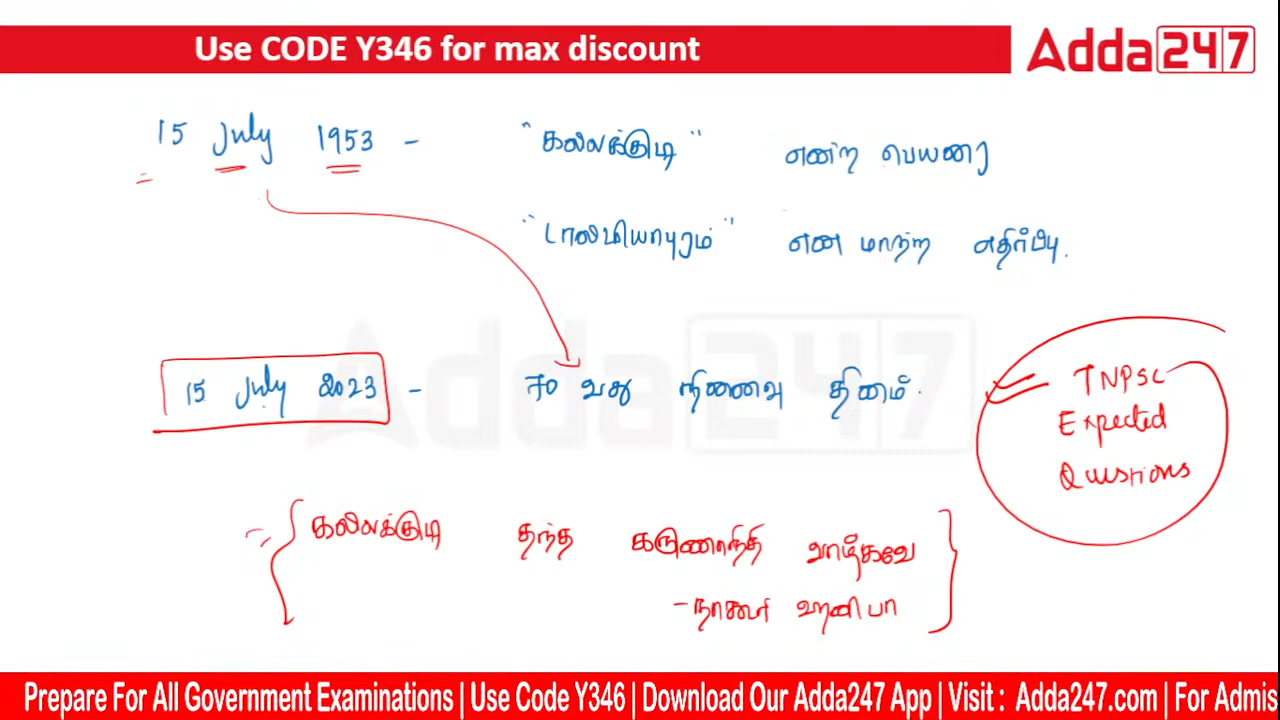 Use CODE Y346 for max discount
Adda247
15 July 1953 - "கல்லக்குடி" என்ற பெயரை
"டால்மியாபுரம்" என மாற்ற எதிர்ப்பு.
15 July 2023 - 70 வது நினைவு தினம்.
TNPSC
Expected
Questions
கல்லக்குடி தந்த கருணாநிதி வாழ்கவே
- நாகூர் ஹனிபா
Adda247
Prepare For All Government Examinations | Use Code Y346 | Download Our Adda247 App | Visit : Adda247.com | For Admis